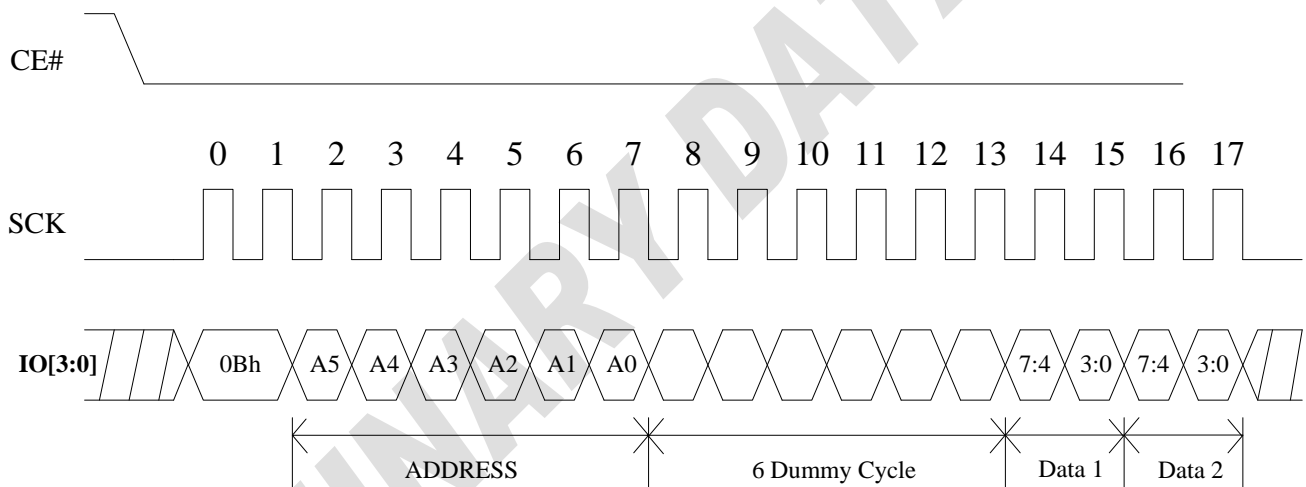 CE#
0 1 2 3 4 5 6 7 8 9 10 11 12 13 14 15 16 17
SCK
IO[3:0] 0Bh A5 A4 A3 A2 A1 A0 7:4 3:0 7:4 3:0
ADDRESS 6 Dummy Cycle Data 1 Data 2